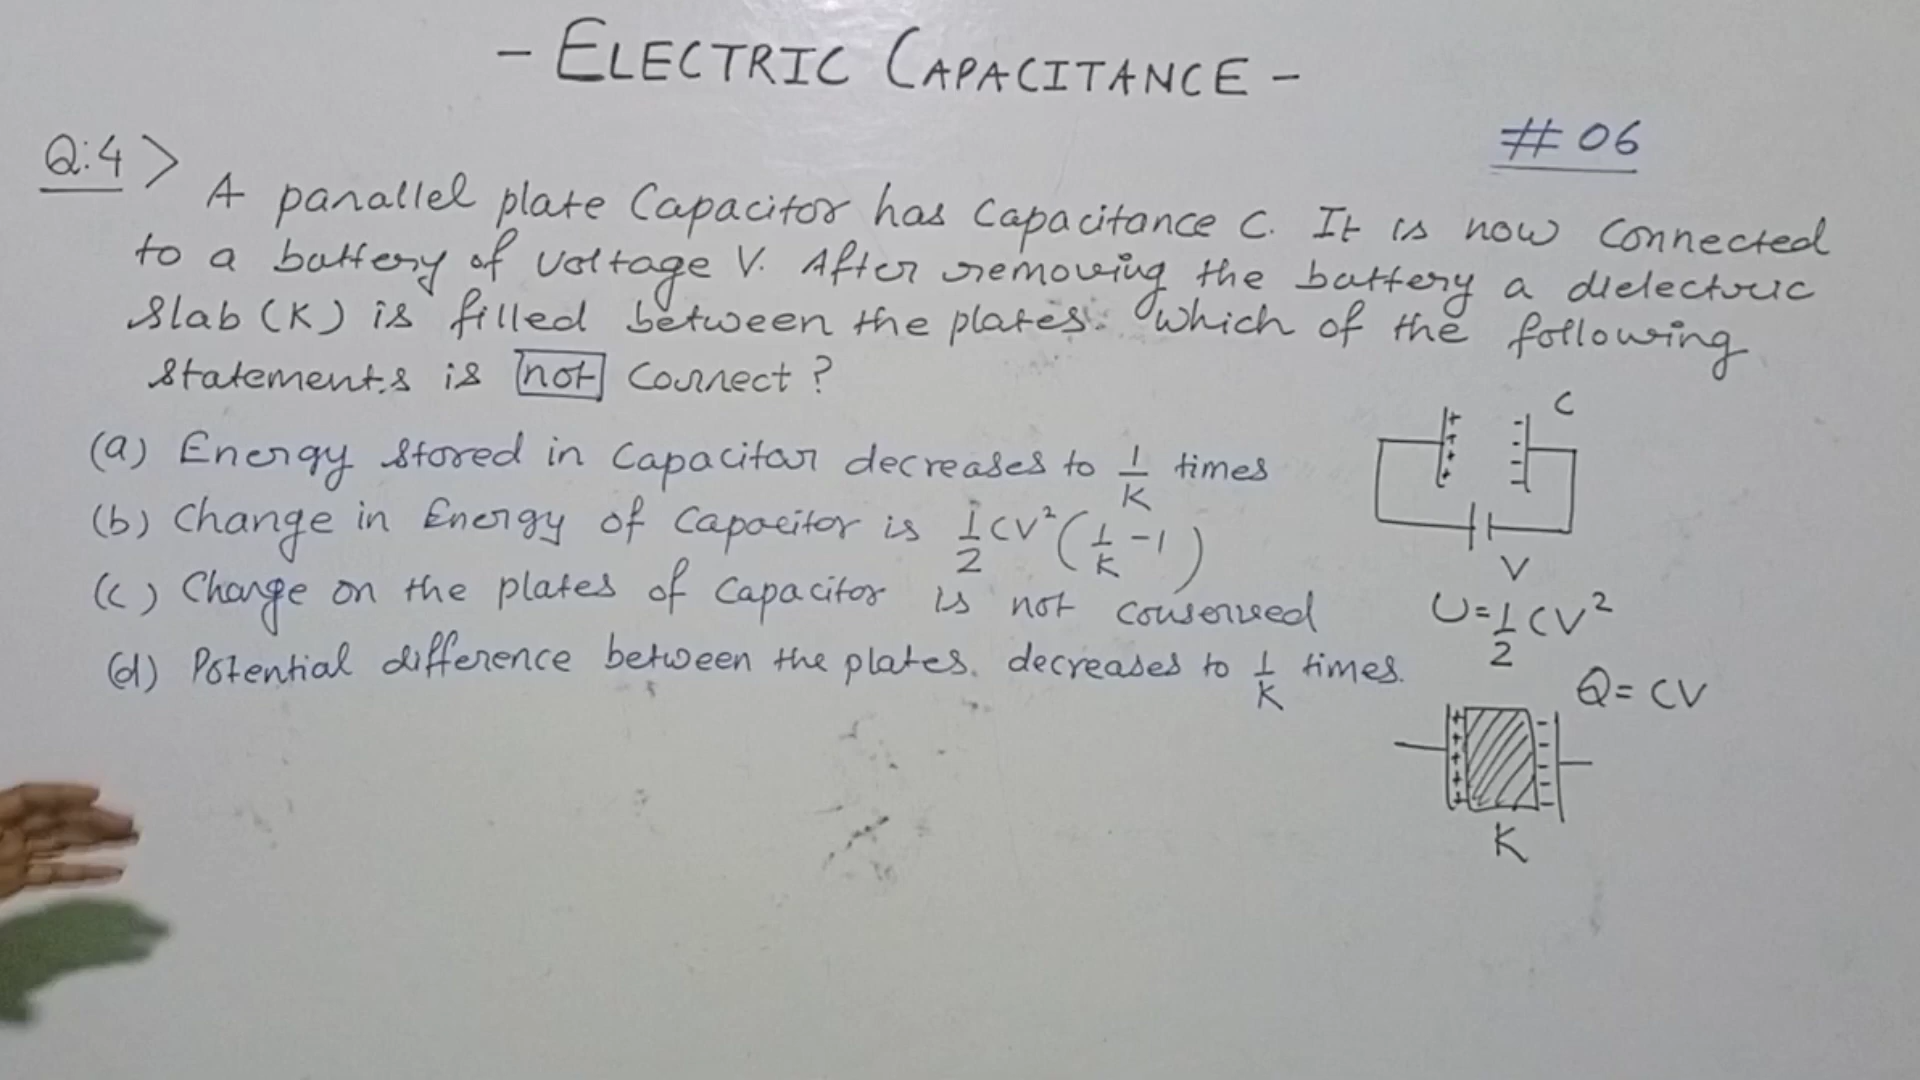 - ELECTRIC CAPACITANCE -
# 06
Q:4 >
A parallel plate Capacitor has Capacitance C. It is now Connected
to a battery of voltage V. After removing the battery a dielectric
Slab (K) is filled between the plates. Which of the following
Statements is not Correct ?
(a) Energy stored in Capacitor decreases to 1/K times
(b) Change in Energy of Capacitor is 1/2 CV² (1/K - 1)
(c) Charge on the plates of Capacitor is not conserved
(d) Potential difference between the plates. decreases to 1/K times.
C
+ + + +
- - - -
V
U = 1/2 CV²
Q = CV
+ + + + +
- - - - -
K